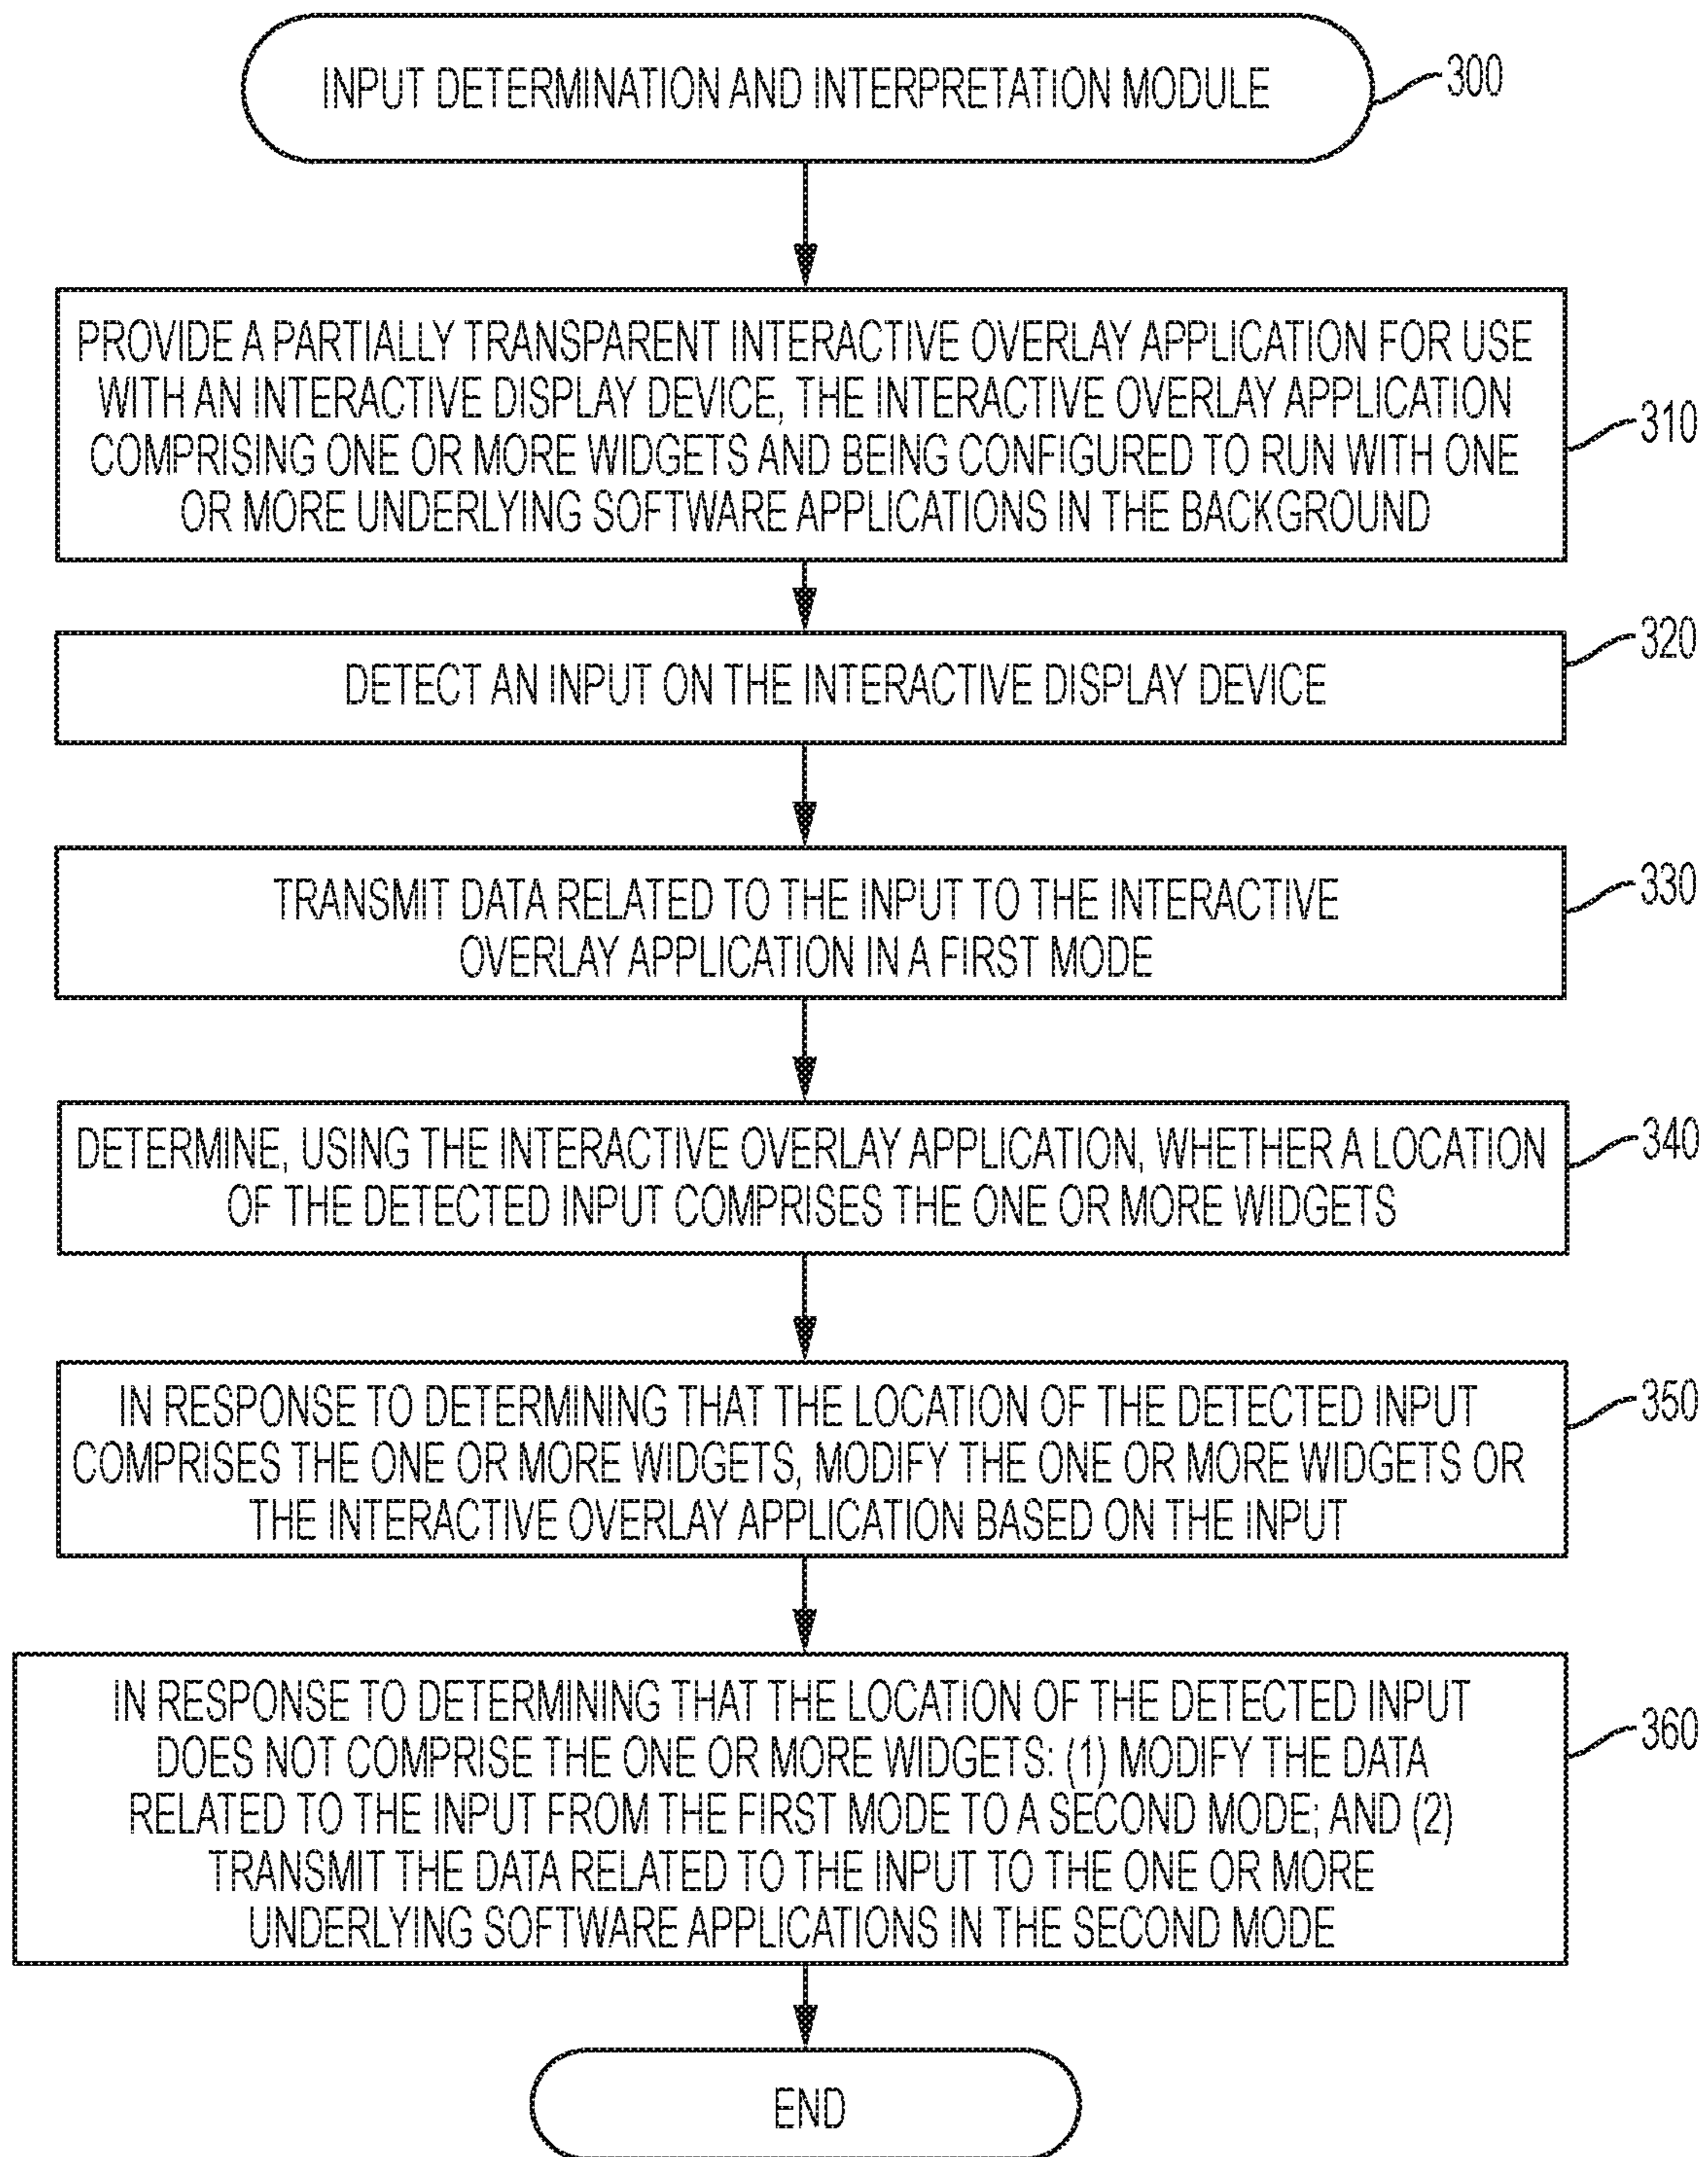 INPUT DETERMINATION AND INTERPRETATION MODULE
300
PROVIDE A PARTIALLY TRANSPARENT INTERACTIVE OVERLAY APPLICATION FOR USE
WITH AN INTERACTIVE DISPLAY DEVICE, THE INTERACTIVE OVERLAY APPLICATION
COMPRISING ONE OR MORE WIDGETS AND BEING CONFIGURED TO RUN WITH ONE
OR MORE UNDERLYING SOFTWARE APPLICATIONS IN THE BACKGROUND
310
DETECT AN INPUT ON THE INTERACTIVE DISPLAY DEVICE
320
TRANSMIT DATA RELATED TO THE INPUT TO THE INTERACTIVE
OVERLAY APPLICATION IN A FIRST MODE
330
DETERMINE, USING THE INTERACTIVE OVERLAY APPLICATION, WHETHER A LOCATION
OF THE DETECTED INPUT COMPRISES THE ONE OR MORE WIDGETS
340
IN RESPONSE TO DETERMINING THAT THE LOCATION OF THE DETECTED INPUT
COMPRISES THE ONE OR MORE WIDGETS, MODIFY THE ONE OR MORE WIDGETS OR
THE INTERACTIVE OVERLAY APPLICATION BASED ON THE INPUT
350
IN RESPONSE TO DETERMINING THAT THE LOCATION OF THE DETECTED INPUT
DOES NOT COMPRISE THE ONE OR MORE WIDGETS: (1) MODIFY THE DATA
RELATED TO THE INPUT FROM THE FIRST MODE TO A SECOND MODE; AND (2)
TRANSMIT THE DATA RELATED TO THE INPUT TO THE ONE OR MORE
UNDERLYING SOFTWARE APPLICATIONS IN THE SECOND MODE
360
END